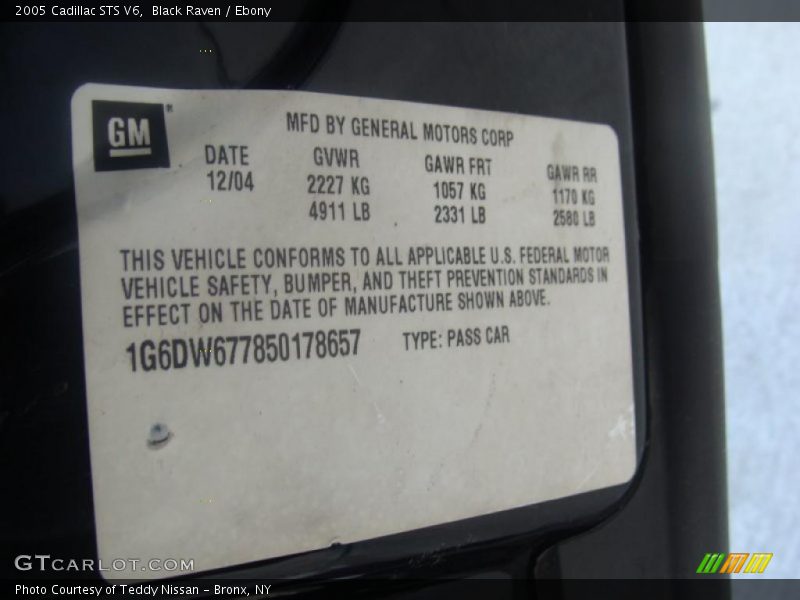 2005 Cadillac STS V6,  Black Raven / Ebony
GM®
MFD BY GENERAL MOTORS CORP
DATE GVWR GAWR FRT GAWR RR
12/04 2227 KG 1057 KG 1170 KG
4911 LB 2331 LB 2580 LB
THIS VEHICLE CONFORMS TO ALL APPLICABLE U.S. FEDERAL MOTOR
VEHICLE SAFETY, BUMPER, AND THEFT PREVENTION STANDARDS IN
EFFECT ON THE DATE OF MANUFACTURE SHOWN ABOVE.
1G6DW677850178657 TYPE: PASS CAR
GTCARLOT.COM
Photo Courtesy of Teddy Nissan - Bronx, NY